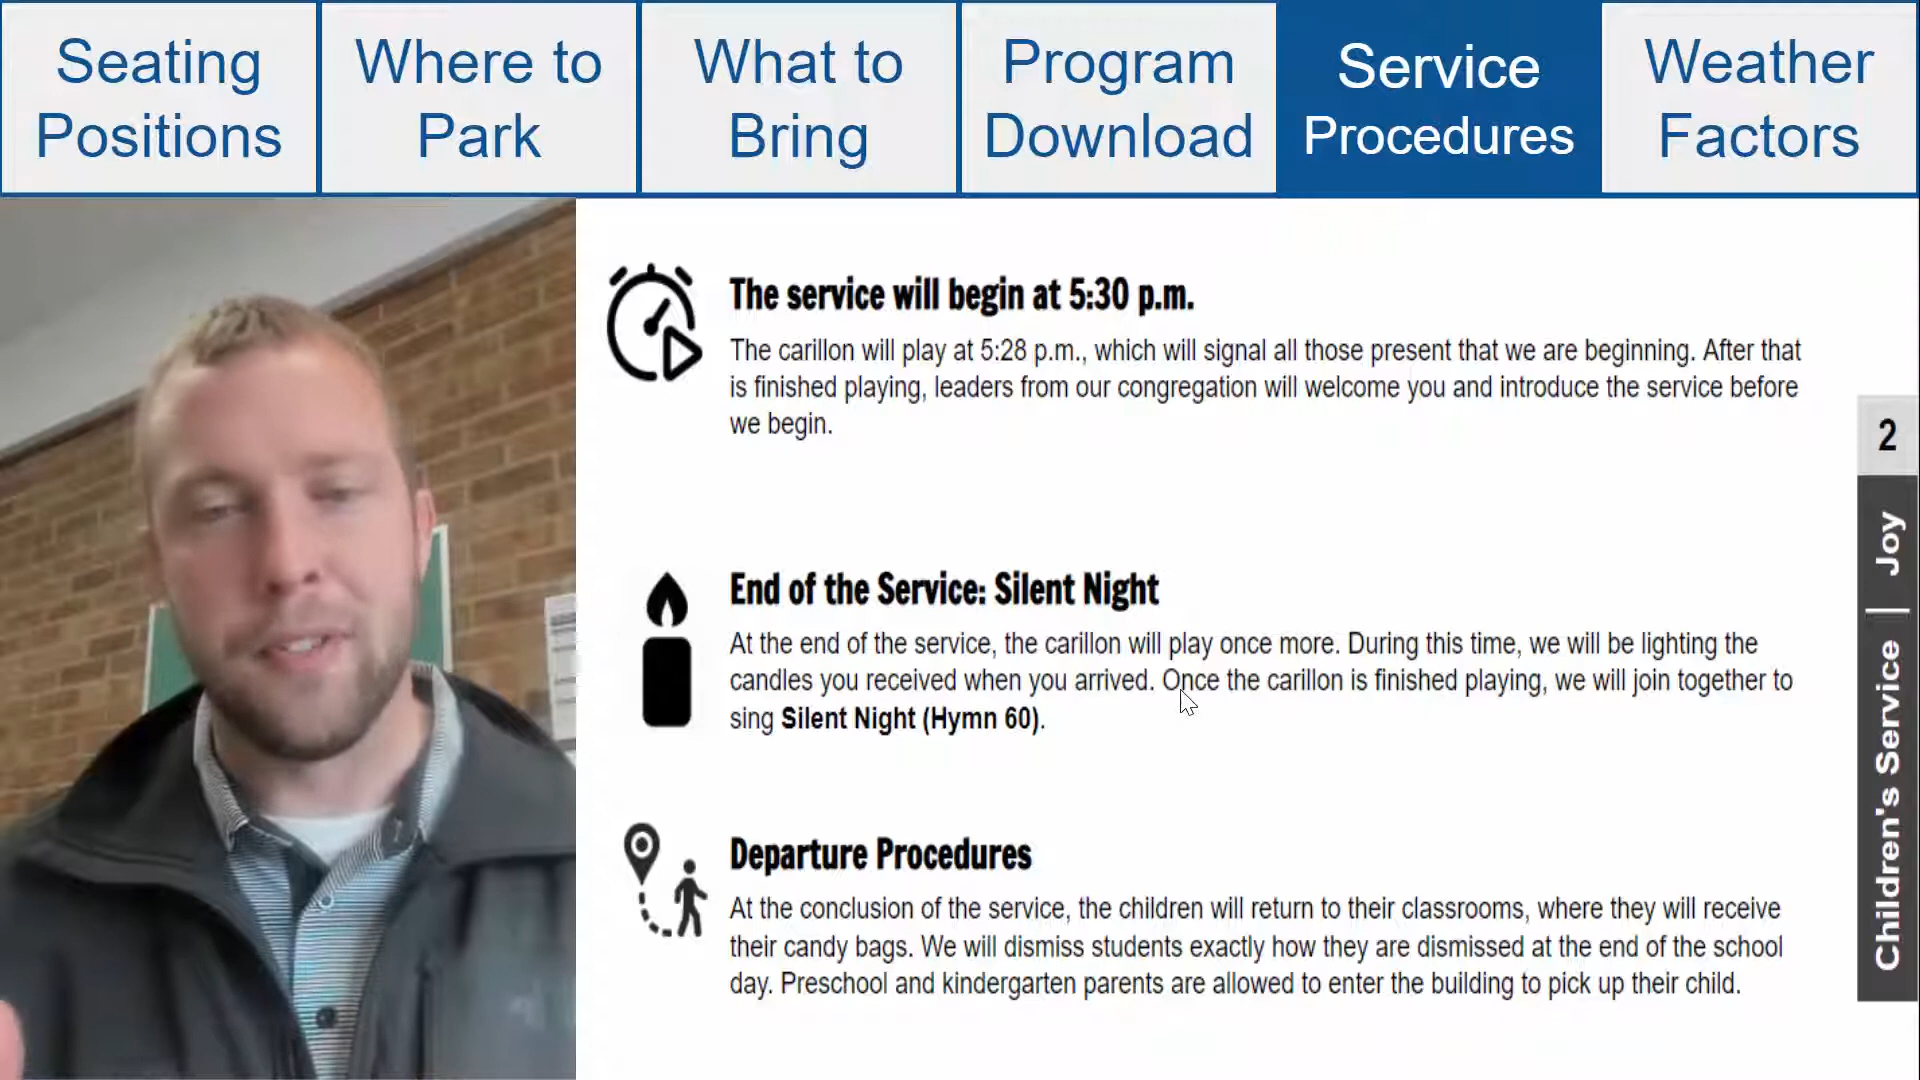 Seating
Positions
Where to
Park
What to
Bring
Program
Download
Service
Procedures
Weather
Factors
The service will begin at 5:30 p.m.
The carillon will play at 5:28 p.m., which will signal all those present that we are beginning. After that
is finished playing, leaders from our congregation will welcome you and introduce the service before
we begin.
End of the Service: Silent Night
At the end of the service, the carillon will play once more. During this time, we will be lighting the
candles you received when you arrived. Once the carillon is finished playing, we will join together to
sing Silent Night (Hymn 60).
Departure Procedures
At the conclusion of the service, the children will return to their classrooms, where they will receive
their candy bags. We will dismiss students exactly how they are dismissed at the end of the school
day. Preschool and kindergarten parents are allowed to enter the building to pick up their child.
2
Children's Service | Joy